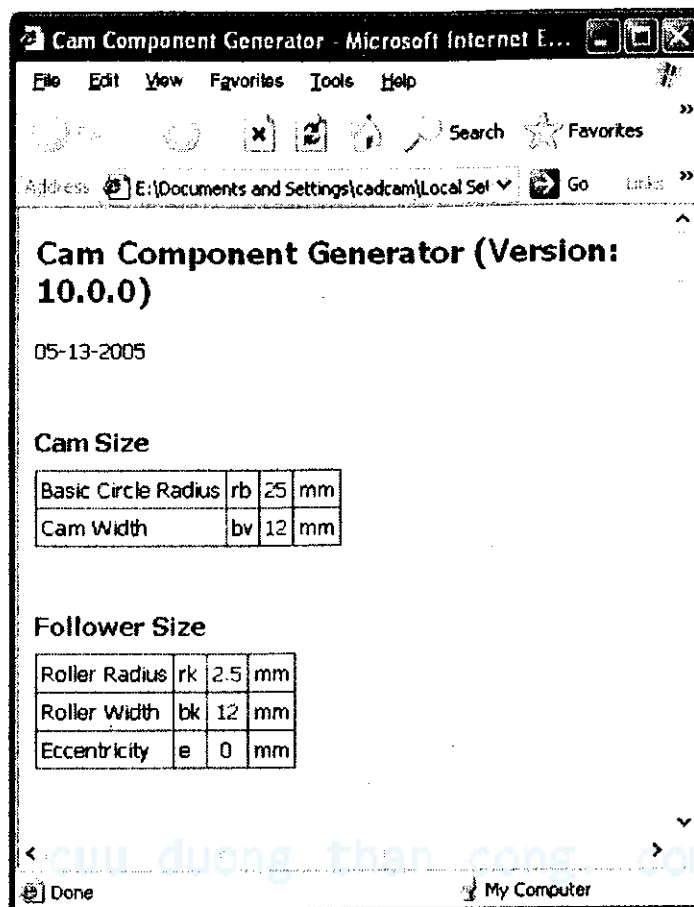 Cam Component Generator - Microsoft Internet E...
File Edit View Favorites Tools Help
Search Favorites »
Address E:\Documents and Settings\cadcam\Local Set Go Links »
Cam Component Generator (Version:
10.0.0)
05-13-2005
Cam Size
Basic Circle Radius rb 25 mm
Cam Width bv 12 mm
Follower Size
Roller Radius rk 2.5 mm
Roller Width bk 12 mm
Eccentricity e 0 mm
cuu duong than cong. com
Done My Computer